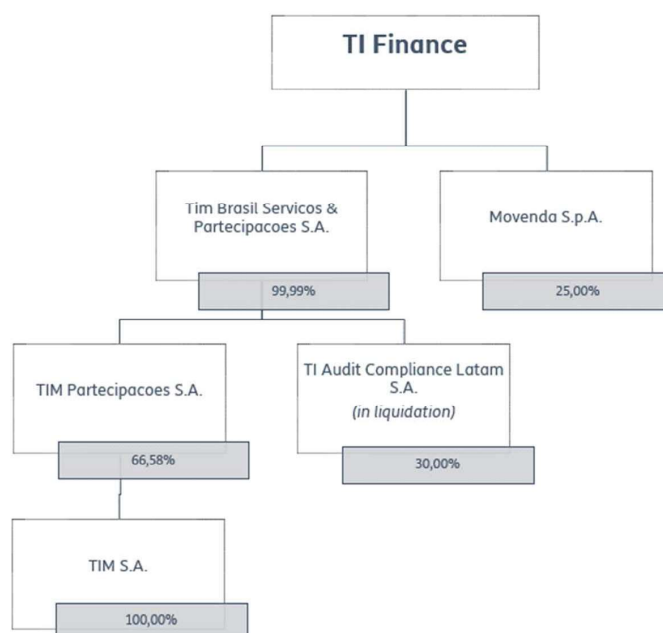 TI Finance
Tim Brasil Servicos &
Partecipacoes S.A.
99,99%
Movenda S.p.A.
25,00%
TIM Partecipacoes S.A.
66,58%
TI Audit Compliance Latam
S.A.
(in liquidation)
30,00%
TIM S.A.
100,00%